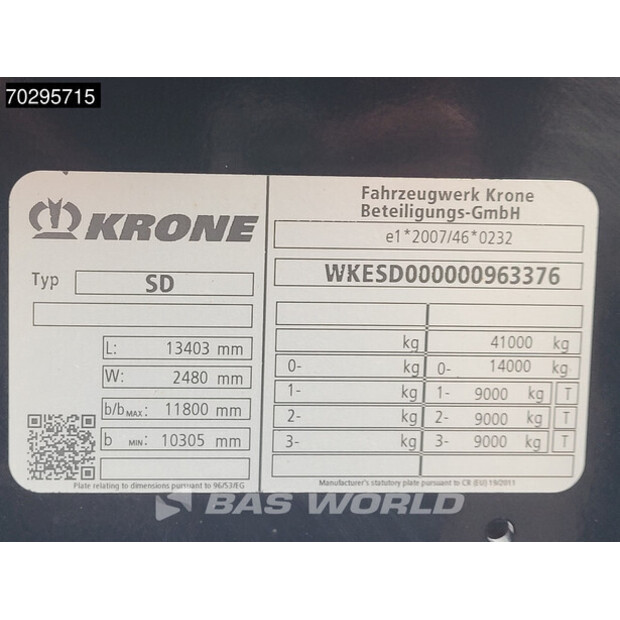 70295715
KRONE
Typ SD
L: 13403 mm
W: 2480 mm
b/b MAX: 11800 mm
b MIN: 10305 mm
Plate relating to dimensions pursuant to 96/53/EG
Fahrzeugwerk Krone
Beteiligungs-GmbH
e1*2007/46*0232
WKESD000000963376
kg 41000 kg
0- kg 0- 14000 kg
1- kg 1- 9000 kg T
2- kg 2- 9000 kg T
3- kg 3- 9000 kg T
Manufacturer's statutory plate pursuant to CR (EU) 19/2011
BAS WORLD